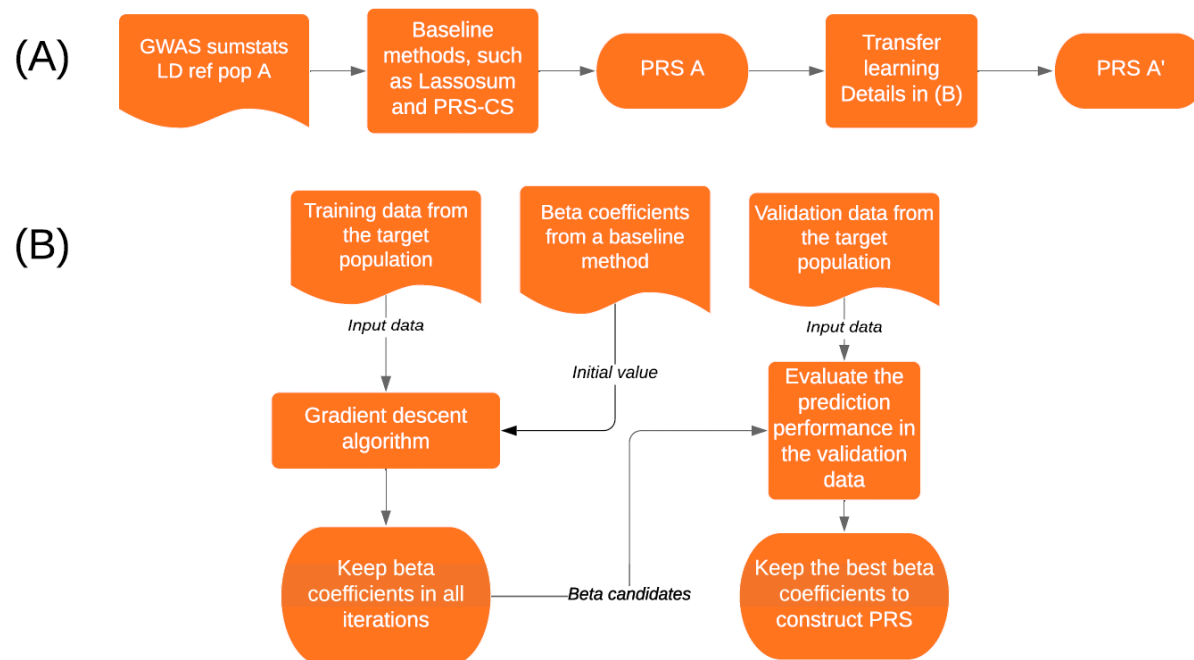 (A)
GWAS sumstats
LD ref pop A
Baseline
methods, such
as Lassosum
and PRS-CS
PRS A
Transfer
learning
Details in (B)
PRS A'
(B)
Training data from
the target
population
Beta coefficients
from a baseline
method
Validation data from
the target
population
Input data
Initial value
Input data
Gradient descent
algorithm
Evaluate the
prediction
performance in
the validation
data
Keep beta
coefficients in all
iterations
Beta candidates
Keep the best beta
coefficients to
construct PRS